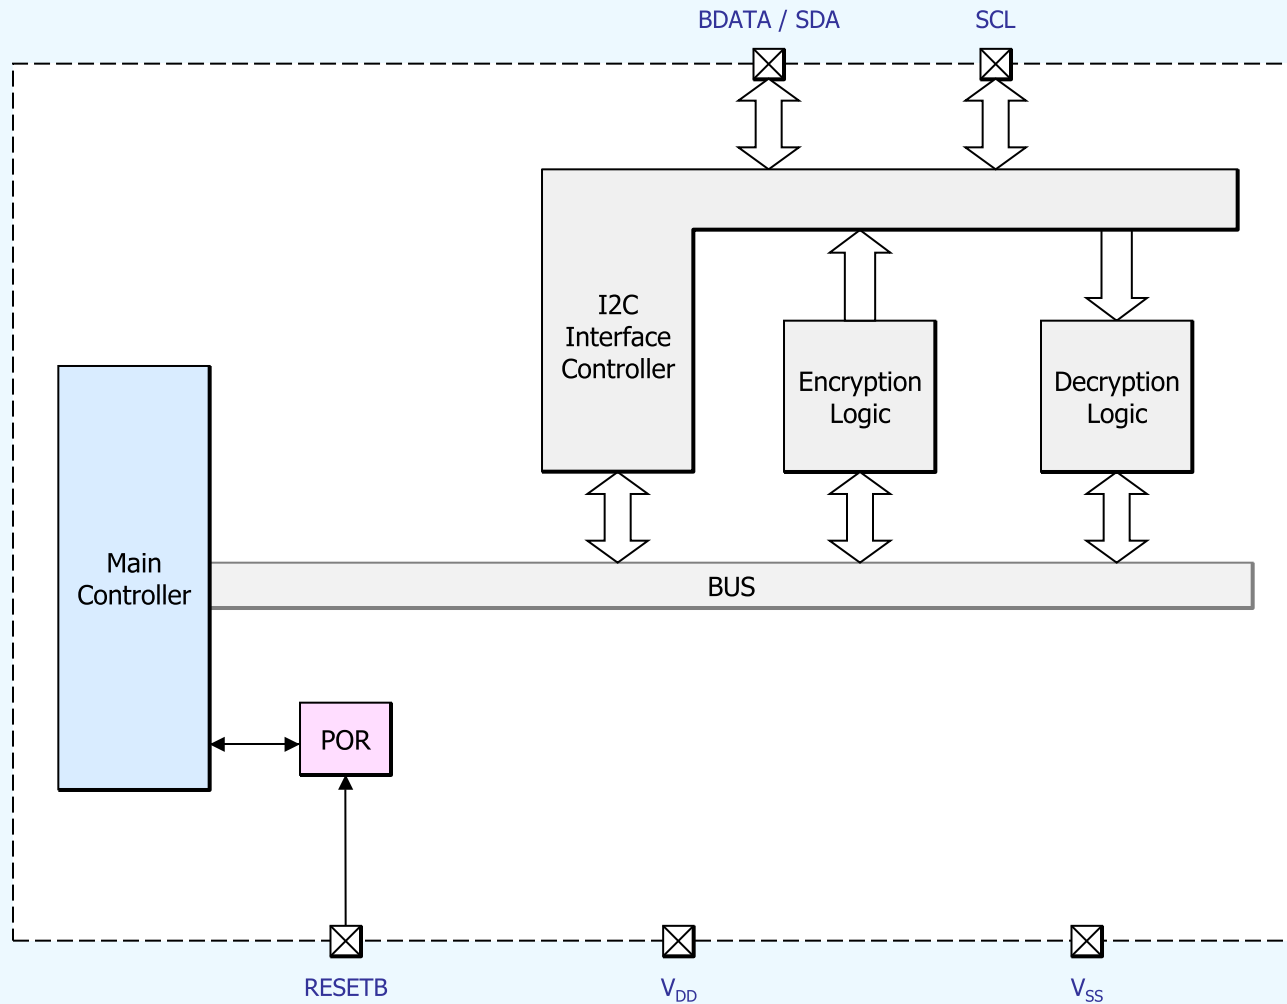 BDATA / SDA
SCL
I2C
Interface
Controller
Encryption
Logic
Decryption
Logic
Main
Controller
BUS
POR
RESETB
VDD
VSS